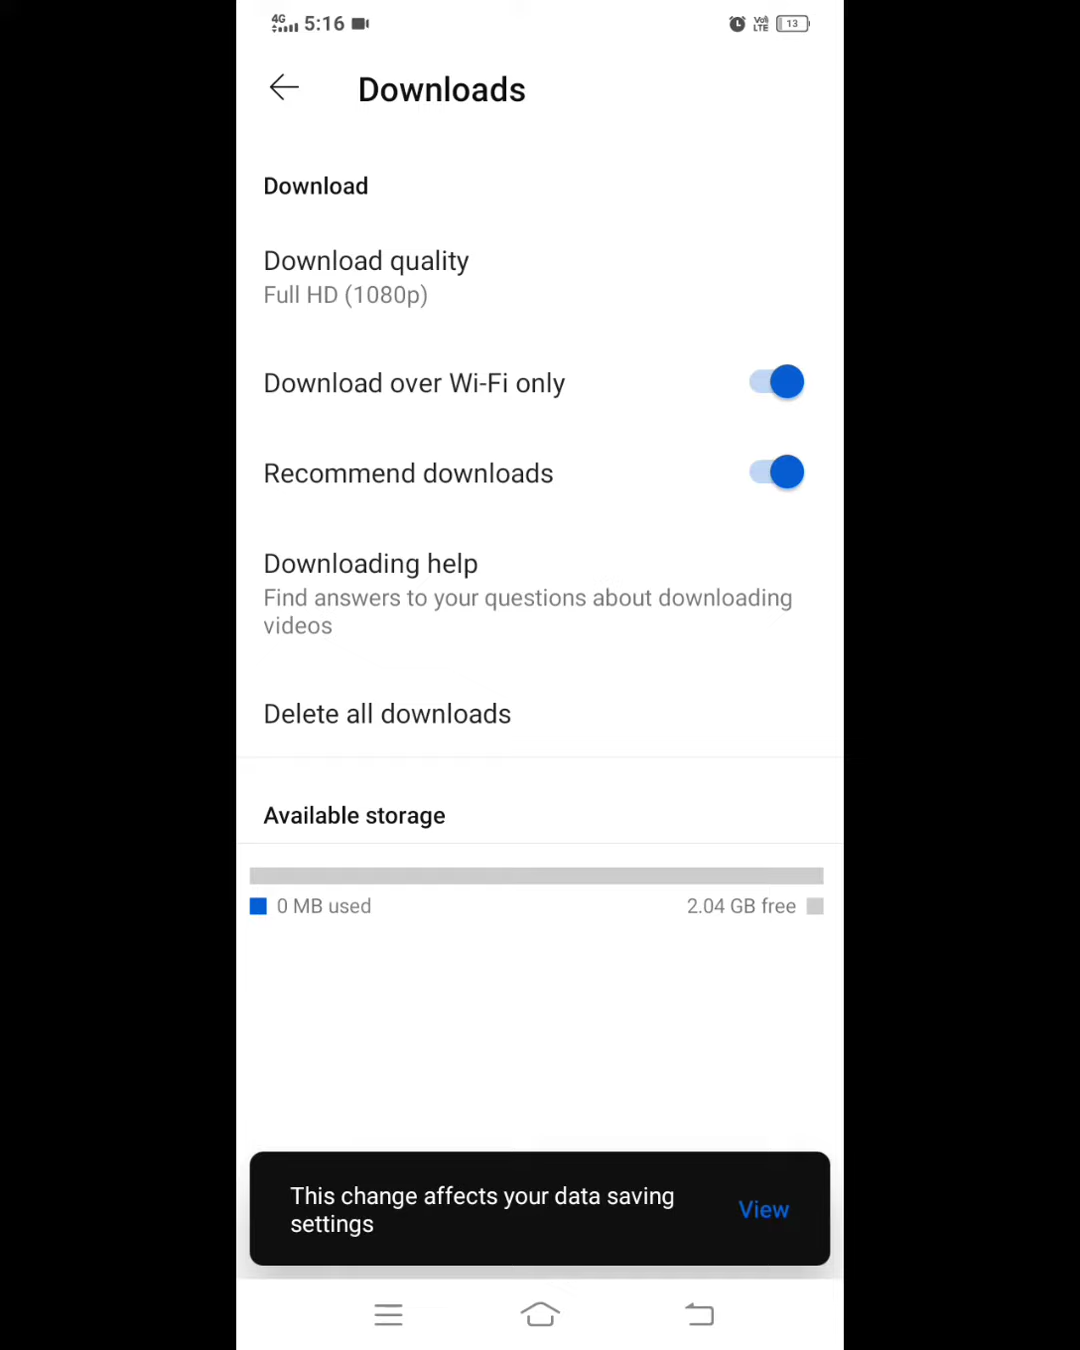 4G 5:16 Vo) LTE 13
Downloads
Download
Download quality
Full HD (1080p)
Download over Wi-Fi only
Recommend downloads
Downloading help
Find answers to your questions about downloading
videos
Delete all downloads
Available storage
0 MB used 2.04 GB free
This change affects your data saving
settings
View